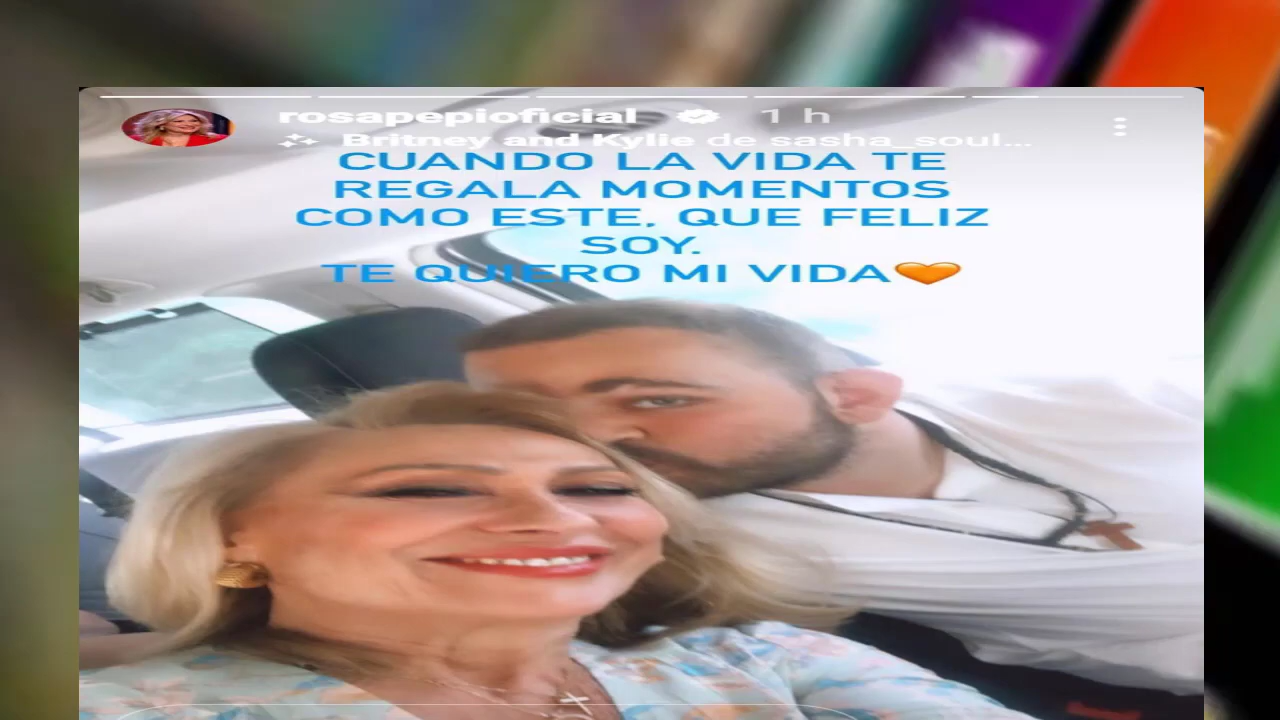 rosapepioficial 1 h
Britney and Kylie de sasha_soul...
CUANDO LA VIDA TE
REGALA MOMENTOS
COMO ESTE, QUE FELIZ
SOY.
TE QUIERO MI VIDA🧡